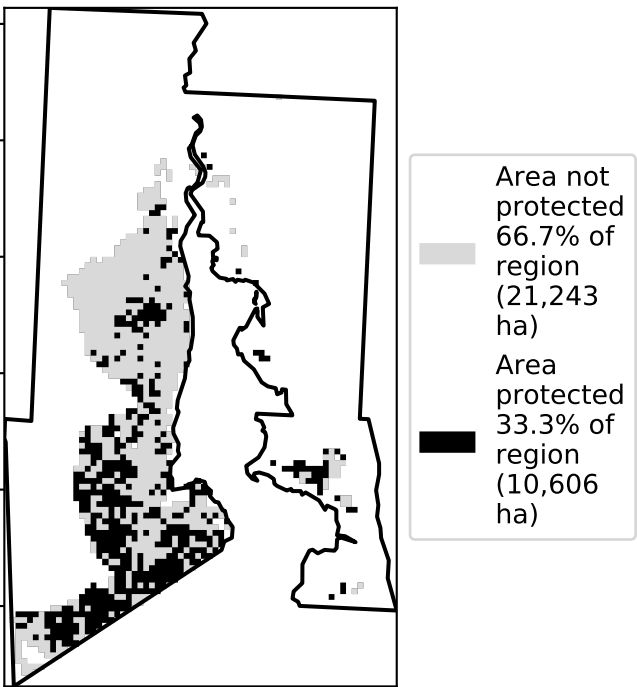 Area not
protected
66.7% of
region
(21,243
ha)
Area
protected
33.3% of
region
(10,606
ha)